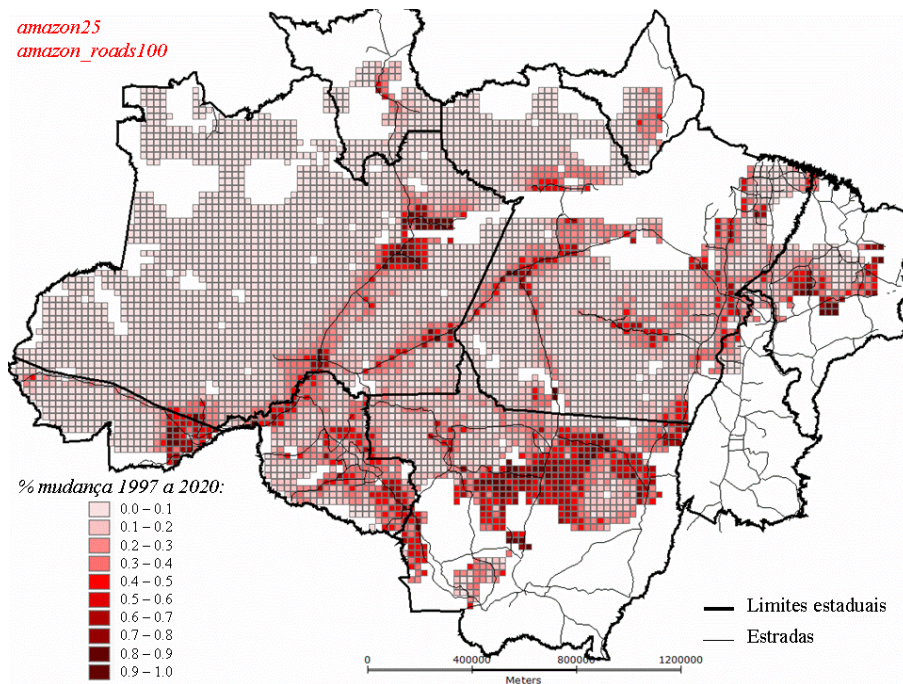 amazon25
amazon_roads100
% mudança 1997 a 2020:
0.0 – 0.1
0.1 – 0.2
0.2 – 0.3
0.3 – 0.4
0.4 – 0.5
0.5 – 0.6
0.6 – 0.7
0.7 – 0.8
0.8 – 0.9
0.9 – 1.0
Limites estaduais
Estradas
0 400000 800000 1200000
Meters